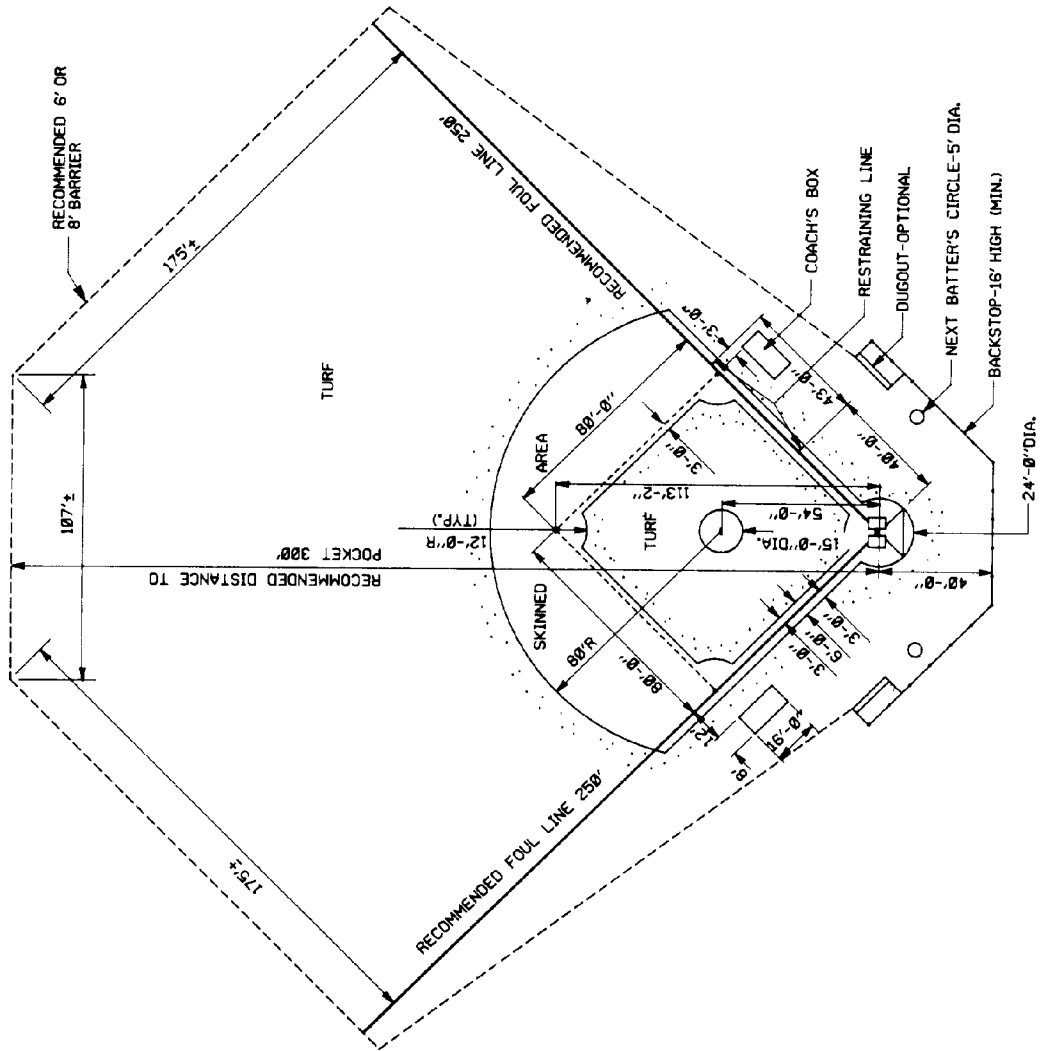 RECOMMENDED 6' OR
8' BARRIER
175'±
107'±
TURF
RECOMMENDED FOUL LINE 250'
RECOMMENDED DISTANCE TO
POCKET 300'
175'±
RECOMMENDED FOUL LINE 250'
SKINNED
AREA
12'-0"R
(TYP.)
80'-0"
80'-0"
80'R
3'-0"
3'-0"
113'-2"
TURF
54'-0"
15'-0"DIA.
43'-0"
40'-0"
COACH'S BOX
RESTRAINING LINE
DUGOUT-OPTIONAL
NEXT BATTER'S CIRCLE-5' DIA.
BACKSTOP-16' HIGH (MIN.)
24'-0"DIA.
40'-0"
3'-0"
6'-0"
3'-0"
12'
16'-0"
8'